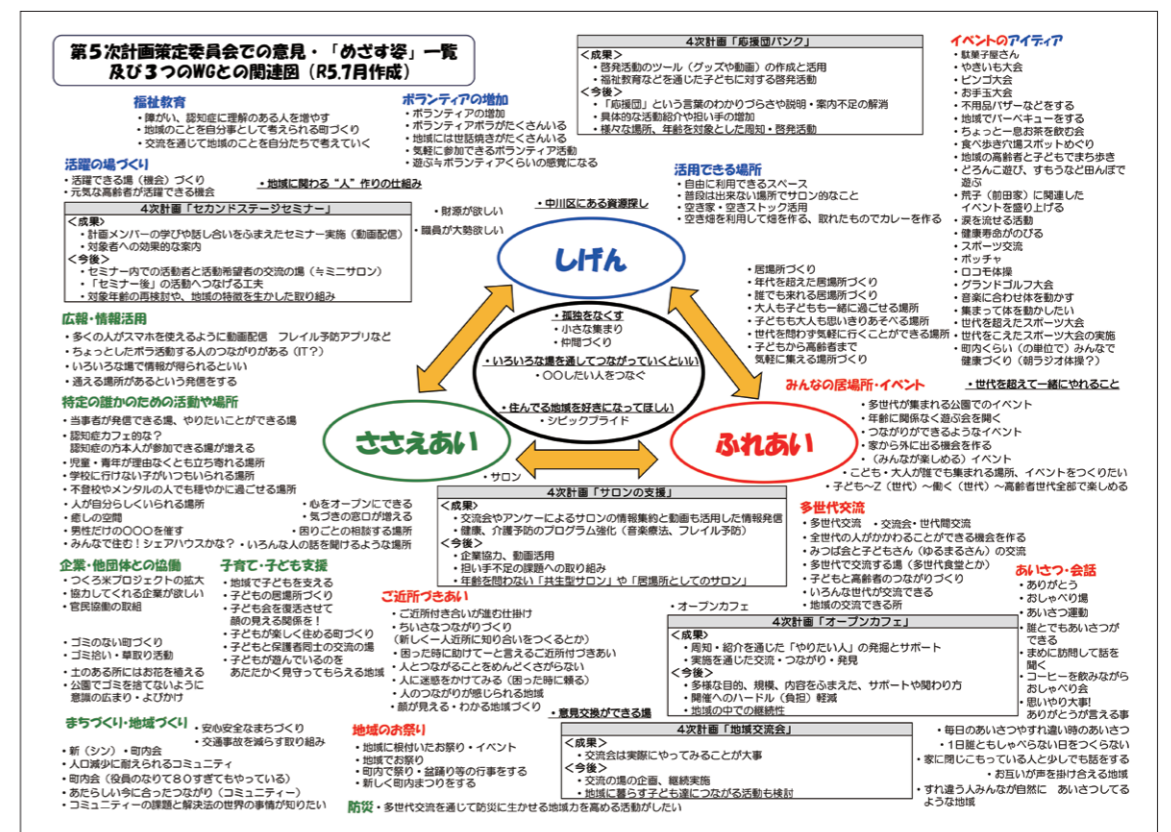 第5次計画策定委員会での意見・「めざす姿」一覧
及び3つのWGとの関連図（R5.7月作成）
福祉教育
・障がい、認知症に理解のある人を増やす
・地域のことを自分事として考えられる町づくり
・交流を通じて地域のことを自分たちで考えていく
ボランティアの増加
・ボランティアの増加
・ボランティアボラがたくさんいる
・地域には世話焼きがたくさんいる
・気軽に参加できるボランティア活動
・遊ぶ≒ボランティアくらいの感覚になる
4次計画「応援団バンク」
＜成果＞
・啓発活動のツール（グッズや動画）の作成と活用
・福祉教育などを通じた子どもに対する啓発活動
＜今後＞
・「応援団」という言葉のわかりづらさや説明・案内不足の解消
・具体的な活動紹介や担い手の増加
・様々な場所、年齢を対象とした周知・啓発活動
イベントのアイディア
・駄菓子屋さん
・やきいも大会
・ビンゴ大会
・お手玉大会
・不用品バザーなどをする
・地域でバーベキューをする
・ちょっと一息お茶を飲む会
・食べ歩き穴場スポットめぐり
・地域の高齢者と子どもでまち歩き
・どろんこ遊び、すもうなど田んぼで
遊ぶ
・荒子（前田家）に関連した
イベントを盛り上げる
・涙を流せる活動
・健康寿命がのびる
・スポーツ交流
・ボッチャ
・ロコモ体操
・グランドゴルフ大会
・音楽に合わせ体を動かす
・集まって体を動かしたい
・世代を超えたスポーツ大会
・世代をこえたスポーツ大会の実施
・町内くらい（の単位で）みんなで
健康づくり（朝ラジオ体操？）
活躍の場づくり
・活躍できる場（機会）づくり
・元気な高齢者が活躍できる機会
・地域に関わる“人”作りの仕組み
4次計画「セカンドステージセミナー」
＜成果＞
・計画メンバーの学びや話し合いをふまえたセミナー実施（動画配信）
・対象者への効果的な案内
＜今後＞
・セミナー内での活動者と活動希望者の交流の場（≒ミニサロン）
・「セミナー後」の活動へつなげる工夫
・対象年齢の再検討や、地域の特徴を生かした取り組み
・財源が欲しい
・職員が大勢欲しい
・中川区にある資源探し
活用できる場所
・自由に利用できるスペース
・普段は出来ない場所でサロン的なこと
・空き家・空きストック活用
・空き畑を利用して畑を作る、取れたものでカレーを作る
しげん
・居場所づくり
・年代を超えた居場所づくり
・誰でも来れる居場所づくり
・大人も子どもも一緒に過ごせる場所
・子どもも大人も思いきりあそべる場所
・世代を問わず気軽に行くことができる場所
・子どもから高齢者まで
気軽に集える場所づくり
・孤独をなくす
・小さな集まり
・仲間づくり
・いろいろな場を通してつながっていくといい
・〇〇したい人をつなぐ
・住んでる地域を好きになってほしい
・シビックプライド
広報・情報活用
・多くの人がスマホを使えるように動画配信　フレイル予防アプリなど
・ちょっとしたボラ活動する人のつながりがある（IT？）
・いろいろな場で情報が得られるといい
・通える場所があるという発信をする
特定の誰かのための活動や場所
・当事者が発信できる場、やりたいことができる場
・認知症カフェ的な？
認知症の方本人が参加できる場が増える
・児童・青年が理由なくとも立ち寄れる場所
・学校に行けない子がいつもいられる場所
・不登校やメンタルの人でも穏やかに過ごせる場所
・人が自分らしくいられる場所
・癒しの空間
・男性だけの〇〇〇を催す
・みんなで住む！シェアハウスかな？
・心をオープンにできる
・気づきの窓口が増える
・困りごとの相談する場所
・いろんな人の話を聞けるような場所
ささえあい
ふれあい
みんなの居場所・イベント
・世代を超えて一緒にやれること
・多世代が集まれる公園でのイベント
・年齢に関係なく遊ぶ会を開く
・つながりができるようなイベント
・家から外に出る機会を作る
・（みんなが楽しめる）イベント
・こども・大人が誰でも集まれる場所、イベントをつくりたい
・子ども～Z（世代）～働く（世代）～高齢者世代全部で楽しめる
・サロン
4次計画「サロンの支援」
＜成果＞
・交流会やアンケーによるサロンの情報集約と動画も活用した情報発信
・健康、介護予防のプログラム強化（音楽療法、フレイル予防）
＜今後＞
・企業協力、動画活用
・担い手不足の課題への取り組み
・年齢を問わない「共生型サロン」や「居場所としてのサロン」
多世代交流
・多世代交流　・交流会・世代間交流
・全世代の人がかかわることができる機会を作る
・みつば会と子どもさん（ゆるまるさん）の交流
・多世代で交流する場（多世代食堂とか）
・子どもと高齢者のつながりづくり
・いろんな世代が交流できる
・地域の交流できる所
企業・他団体との協働
・つくろ米プロジェクトの拡大
・協力してくれる企業が欲しい
・官民協働の取組
・ゴミのない町づくり
・ゴミ拾い・草取り活動
・土のある所にはお花を植える
・公園でゴミを捨てないように
意識の広まり・よびかけ
子育て・子ども支援
・地域で子どもを支える
・子どもの居場所づくり
・子ども会を復活させて
顔の見える関係を！
・子どもが楽しく住める町づくり
・子どもと保護者同士の交流の場
・子どもが遊んでいるのを
あたたかく見守ってもらえる地域
ご近所づきあい
・ご近所付き合いが進む仕掛け
・ちいさなつながりづくり
（新しく一人近所に知り合いをつくるとか）
・困った時に助けてーと言えるご近所付づきあい
・人とつながることをめんどくさがらない
・人に迷惑をかけてみる（困った時に頼る）
・人のつながりが感じられる地域
・顔が見える・わかる地域づくり
・オープンカフェ
4次計画「オープンカフェ」
＜成果＞
・周知・紹介を通じた「やりたい人」の発掘とサポート
・実施を通じた交流・つながり・発見
＜今後＞
・多様な目的、規模、内容をふまえた、サポートや関わり方
・開催へのハードル（負担）軽減
・地域の中での継続性
あいさつ・会話
・ありがとう
・おしゃべり場
・あいさつ運動
・誰とでもあいさつが
できる
・まめに訪問して話を
聞く
・コーヒーを飲みながら
おしゃべり会
・思いやり大事！
ありがとうが言える事
・毎日のあいさつやすれ違い時のあいさつ
・1日誰ともしゃべらない日をつくらない
・家に閉じこもっている人と少しでも話をする
・お互いが声を掛け合える地域
・すれ違う人みんなが自然に　あいさつしてる
ような地域
まちづくり・地域づくり
・安心安全なまちづくり
・交通事故を減らす取り組み
・新（シン）・町内会
・人口減少に耐えられるコミュニティ
・町内会（役員のなりて80すぎてもやっている）
・あたらしい今に合ったつながり（コミュニティー）
・コミュニティーの課題と解決法の世界の事情が知りたい
地域のお祭り
・地域に根付いたお祭り・イベント
・地域でお祭り
・町内で祭り・盆踊り等の行事をする
・新しく町内まつりをする
・意見交換ができる場
4次計画「地域交流会」
＜成果＞
・交流会は実際にやってみることが大事
＜今後＞
・交流の場の企画、継続実施
・地域に暮らす子ども達につながる活動も検討
防災・多世代交流を通じて防災に生かせる地域力を高める活動がしたい